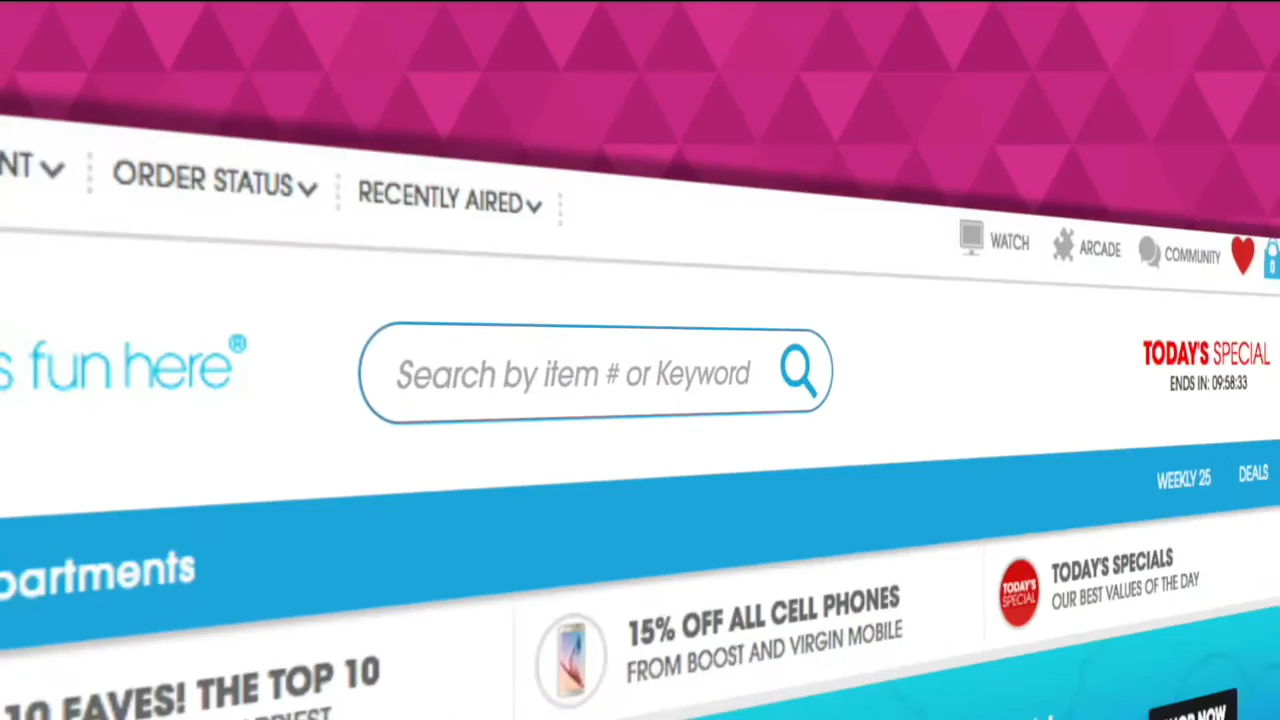 ORDER STATUS
RECENTLY AIRED
WATCH
ARCADE
COMMUNITY
0
fun here®
Search by item # or Keyword
TODAY'S SPECIAL
ENDS IN: 09:58:33
WEEKLY 25
DEALS
10 FAVES! THE TOP 10
15% OFF ALL CELL PHONES
FROM BOOST AND VIRGIN MOBILE
TODAY'S
SPECIAL
TODAY'S SPECIALS
OUR BEST VALUES OF THE DAY